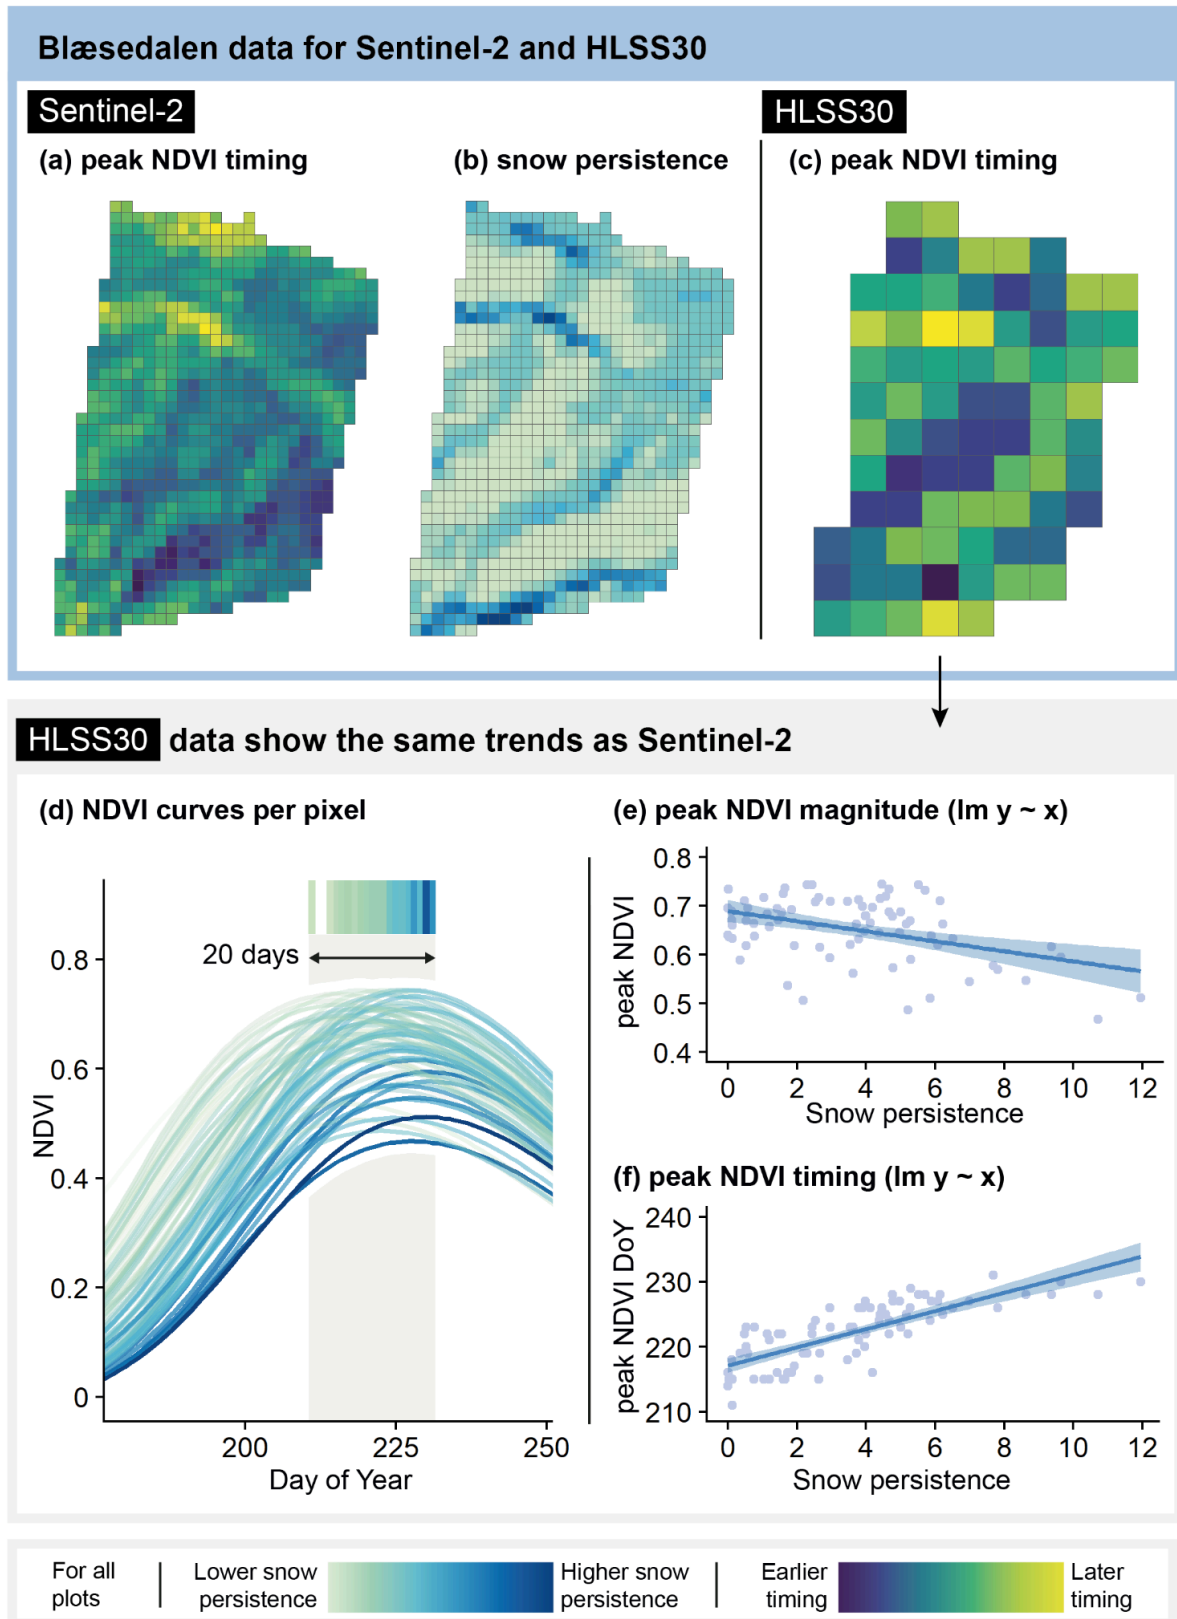 Blæsedalen data for Sentinel-2 and HLSS30
Sentinel-2
HLSS30
(a) peak NDVI timing
(b) snow persistence
(c) peak NDVI timing
HLSS30 data show the same trends as Sentinel-2
(d) NDVI curves per pixel
20 days
0.8
0.6
0.4
0.2
0
NDVI
200
225
250
Day of Year
(e) peak NDVI magnitude (lm y ~ x)
0.8
0.7
0.6
0.5
0.4
peak NDVI
0 2 4 6 8 10 12
Snow persistence
(f) peak NDVI timing (lm y ~ x)
240
230
220
210
peak NDVI DoY
0 2 4 6 8 10 12
Snow persistence
For all
plots
Lower snow
persistence
Higher snow
persistence
Earlier
timing
Later
timing